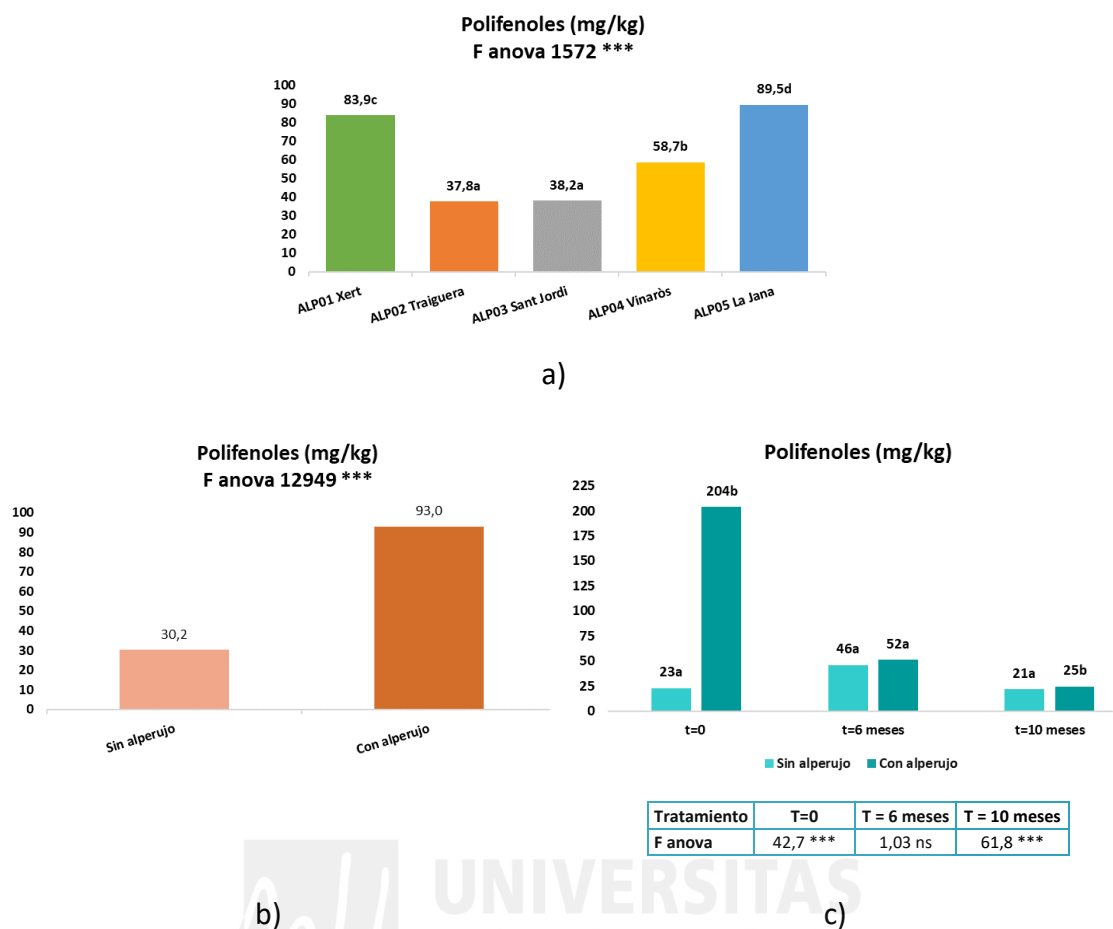 Polifenoles (mg/kg)
F anova 1572 ***
100
90
80
70
60
50
40
30
20
10
0
83,9c
37,8a
38,2a
58,7b
89,5d
ALP01 Xert
ALP02 Traiguera
ALP03 Sant Jordi
ALP04 Vinaròs
ALP05 La Jana
a)
Polifenoles (mg/kg)
F anova 12949 ***
100
90
80
70
60
50
40
30
20
10
0
30,2
93,0
Sin alperujo
Con alperujo
b)
Polifenoles (mg/kg)
225
200
175
150
125
100
75
50
25
0
23a
204b
46a
52a
21a
25b
t=0
t=6 meses
t=10 meses
Sin alperujo
Con alperujo
Tratamiento T=0 T = 6 meses T = 10 meses
F anova 42,7 *** 1,03 ns 61,8 ***
c)
UNIVERSITAS